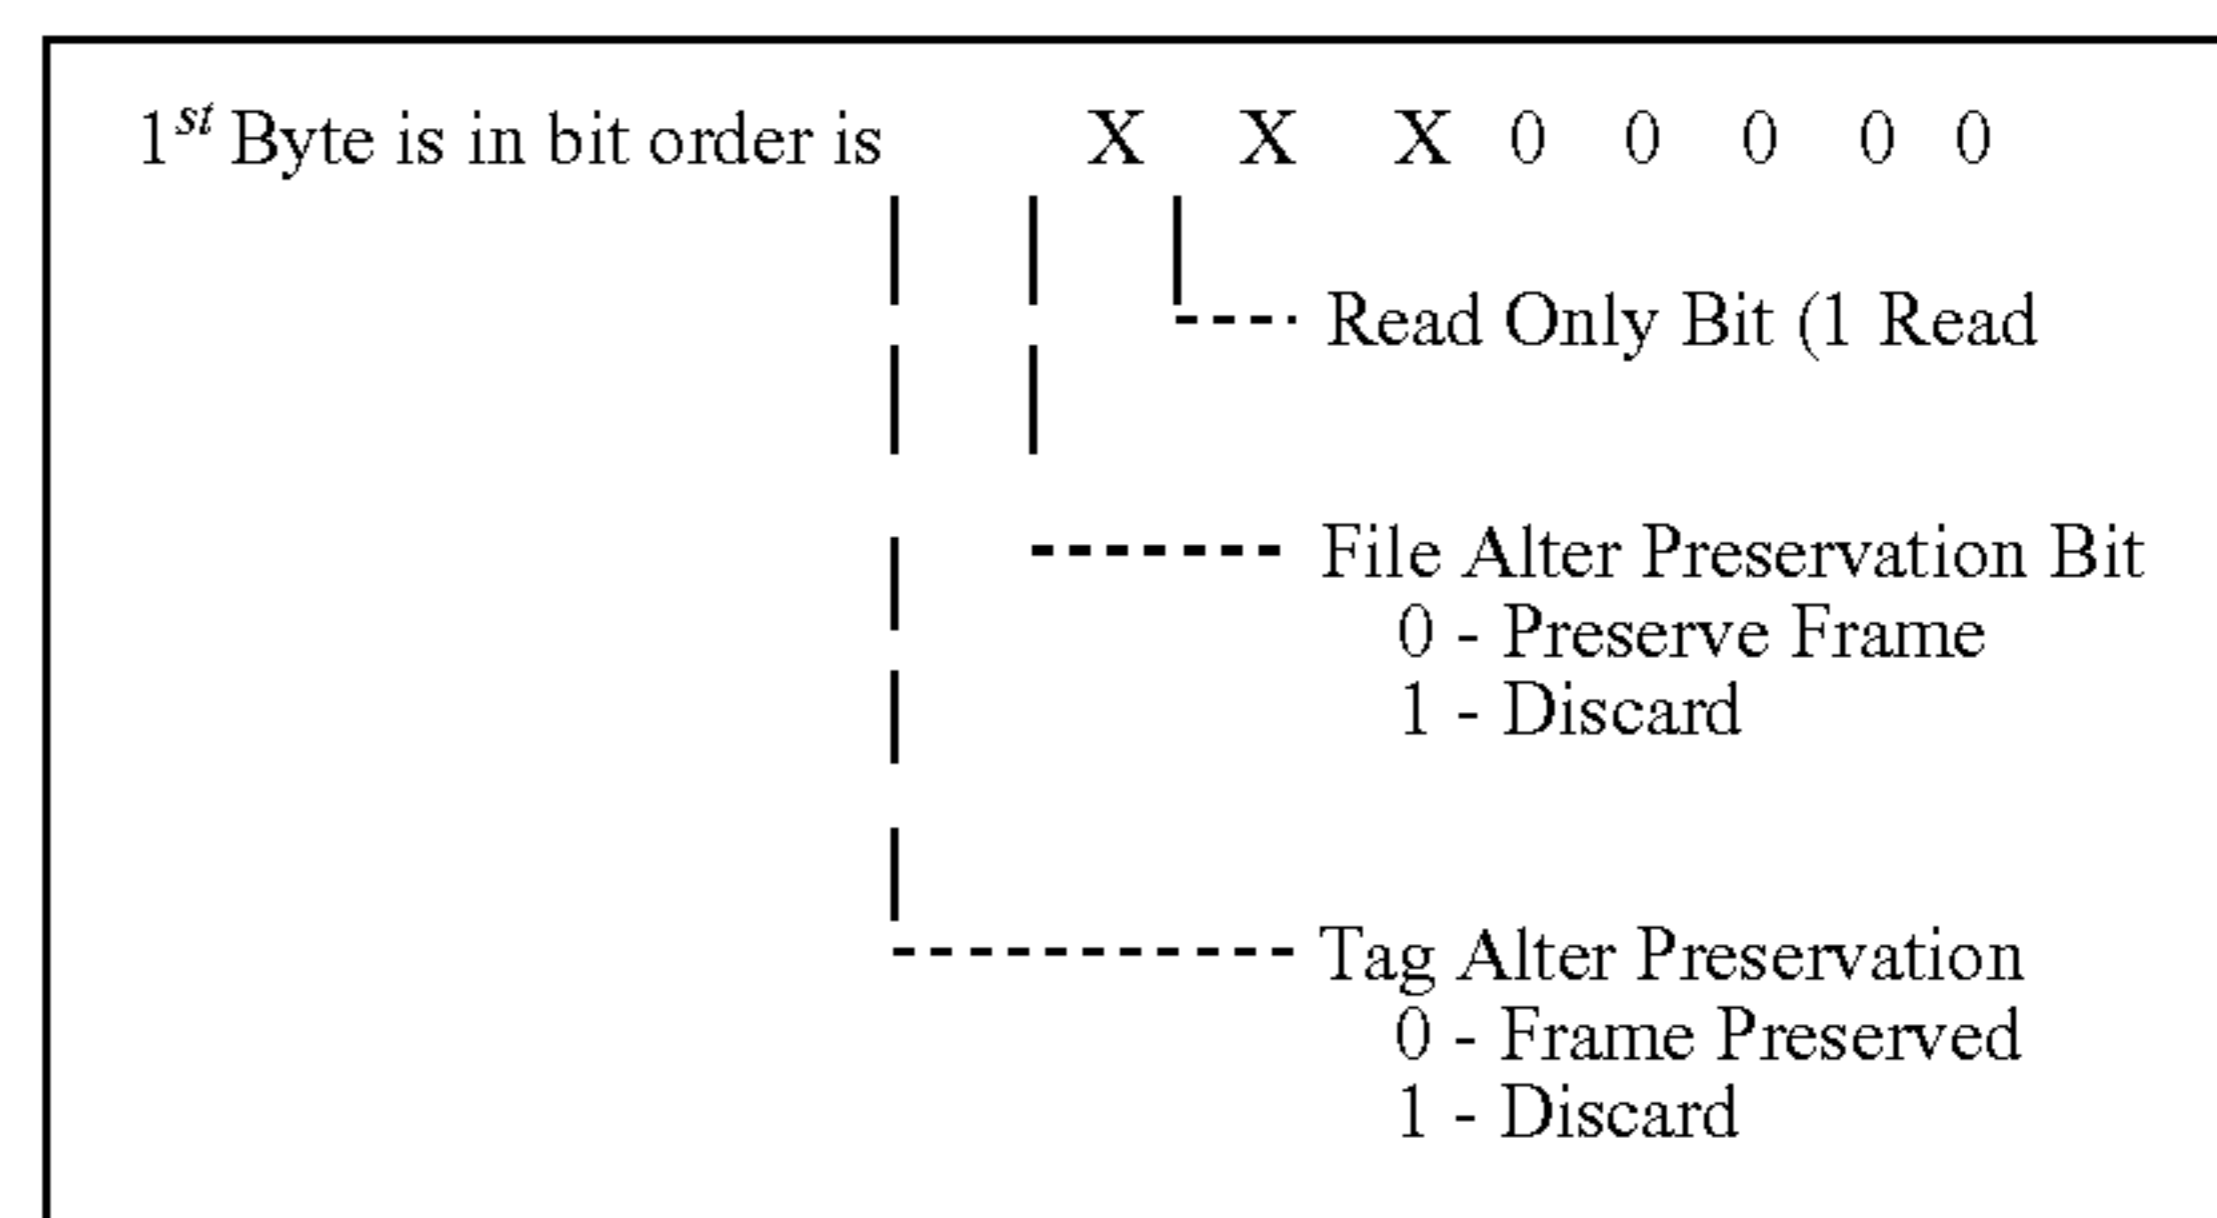 1st Byte is in bit order is X X X 0 0 0 0 0
Read Only Bit (1 Read
File Alter Preservation Bit
0 - Preserve Frame
1 - Discard
Tag Alter Preservation
0 - Frame Preserved
1 - Discard